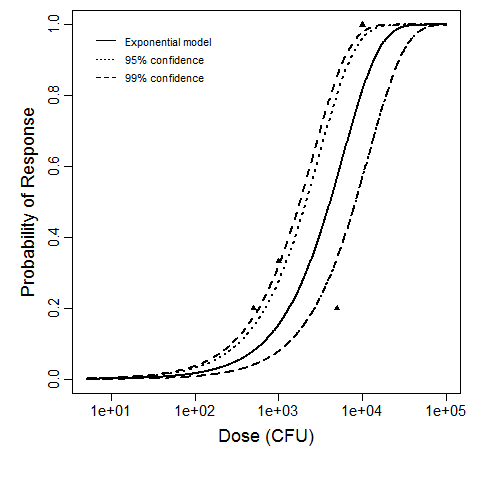 Exponential model
95% confidence
99% confidence
Probability of Response
1.0
0.8
0.6
0.4
0.2
0.0
1e+01 1e+02 1e+03 1e+04 1e+05
Dose (CFU)